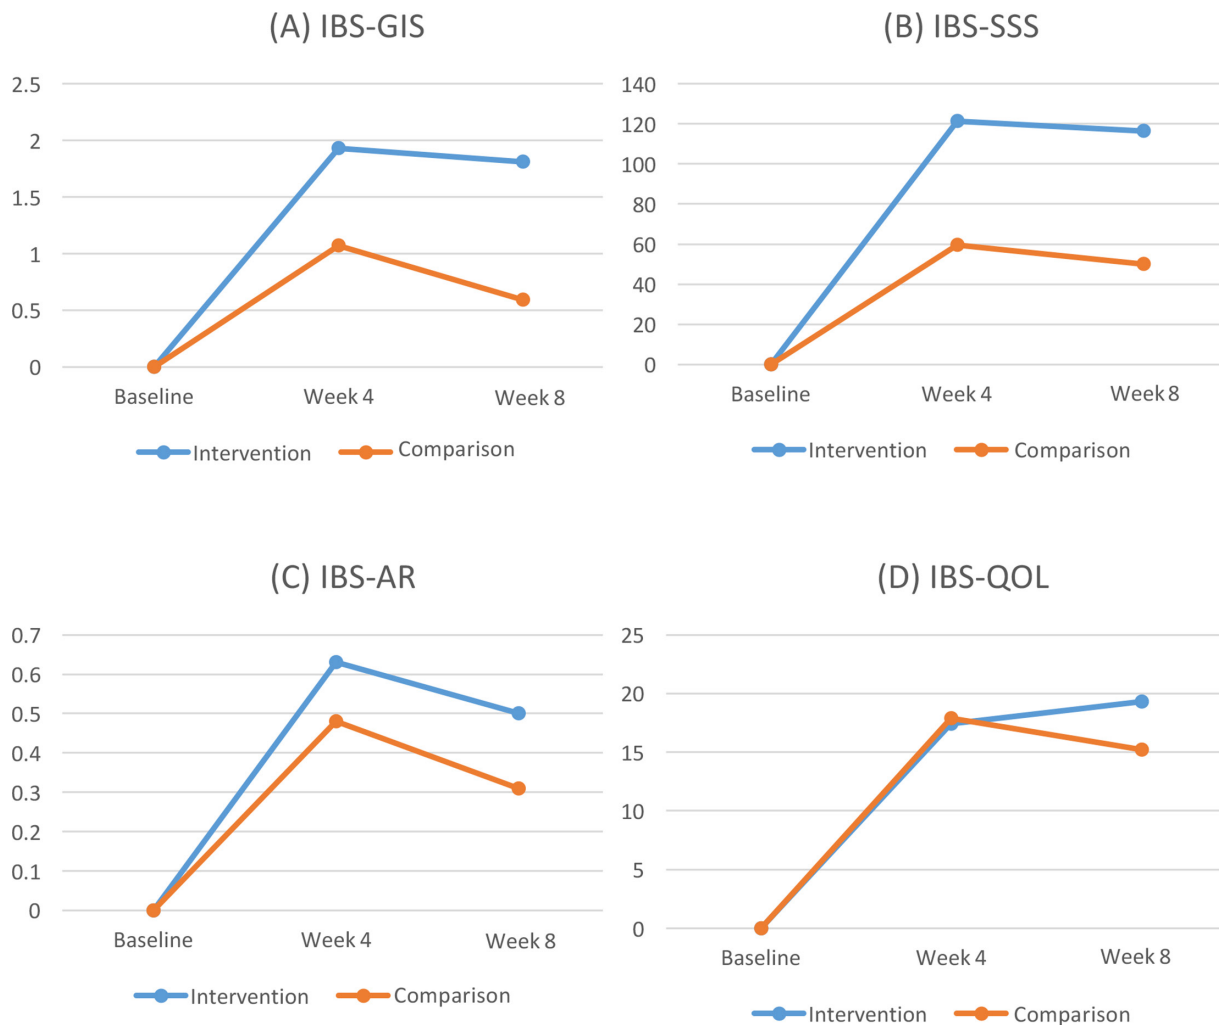 (A) IBS-GIS
2.5
2
1.5
1
0.5
0
Baseline
Week 4
Week 8
Intervention
Comparison
(B) IBS-SSS
140
120
100
80
60
40
20
0
Baseline
Week 4
Week 8
Intervention
Comparison
(C) IBS-AR
0.7
0.6
0.5
0.4
0.3
0.2
0.1
0
Baseline
Week 4
Week 8
Intervention
Comparison
(D) IBS-QOL
25
20
15
10
5
0
Baseline
Week 4
Week 8
Intervention
Comparison